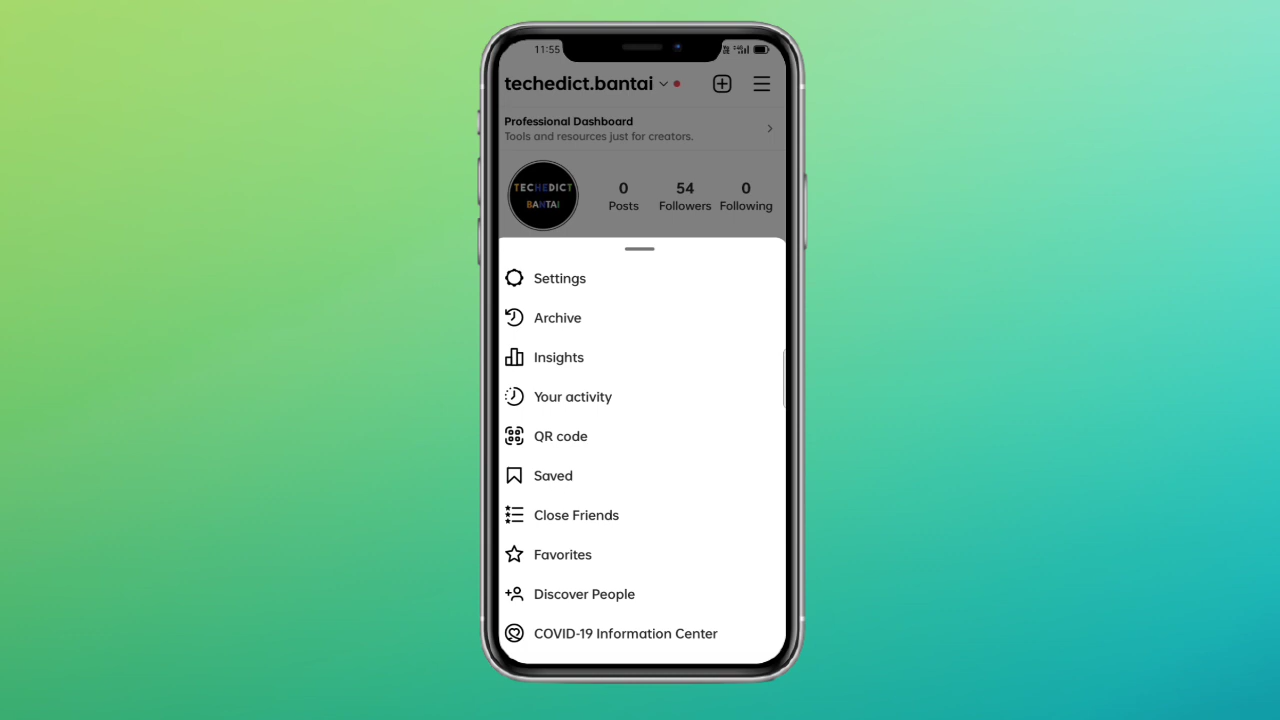 11:55
techedict.bantai
Professional Dashboard
Tools and resources just for creators.
TECHEDICT
BANTAI
0 54 0
Posts Followers Following
Settings
Archive
Insights
Your activity
QR code
Saved
Close Friends
Favorites
Discover People
COVID-19 Information Center